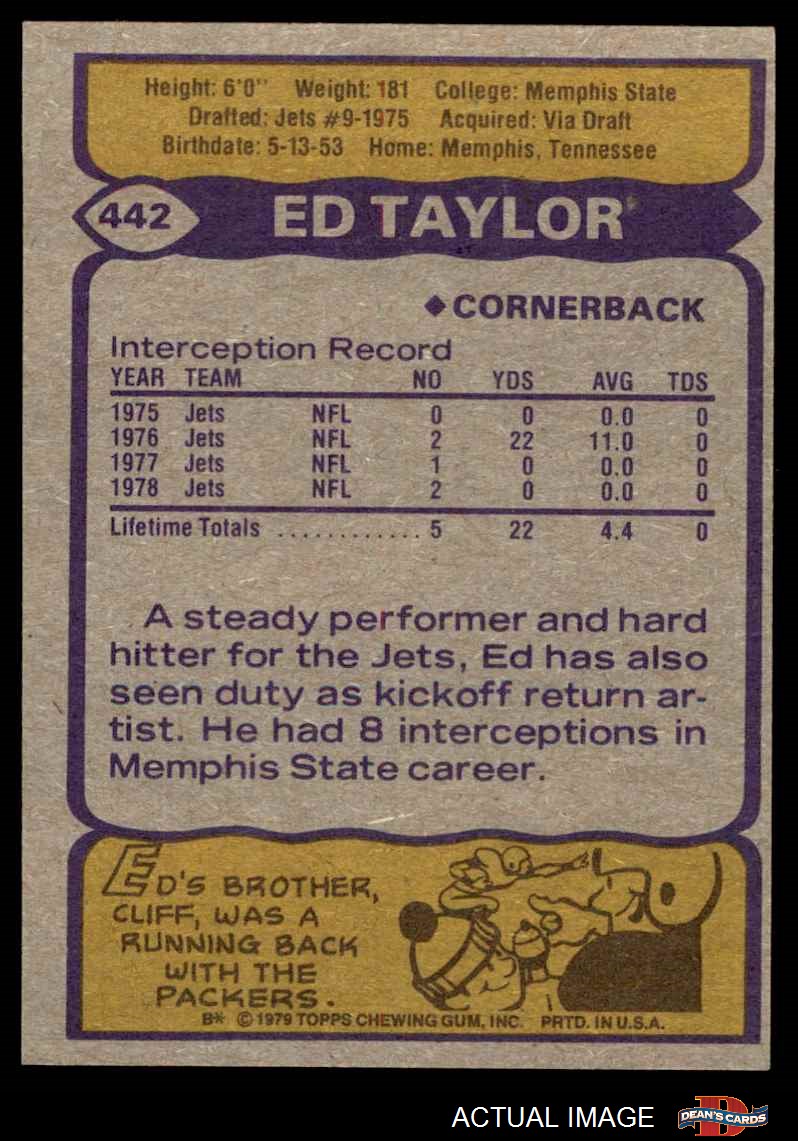 Height: 6'0" Weight: 181 College: Memphis State
Drafted: Jets #9-1975 Acquired: Via Draft
Birthdate: 5-13-53 Home: Memphis, Tennessee
442 ED TAYLOR
◆CORNERBACK
Interception Record
YEAR TEAM NO YDS AVG TDS
1975 Jets NFL 0 0 0.0 0
1976 Jets NFL 2 22 11.0 0
1977 Jets NFL 1 0 0.0 0
1978 Jets NFL 2 0 0.0 0
Lifetime Totals ............ 5 22 4.4 0
A steady performer and hard
hitter for the Jets, Ed has also
seen duty as kickoff return ar-
tist. He had 8 interceptions in
Memphis State career.
ED'S BROTHER,
CLIFF, WAS A
RUNNING BACK
WITH THE
PACKERS.
B* © 1979 TOPPS CHEWING GUM, INC. PRTD. IN U.S.A.
ACTUAL IMAGE
D
DEAN'S CARDS